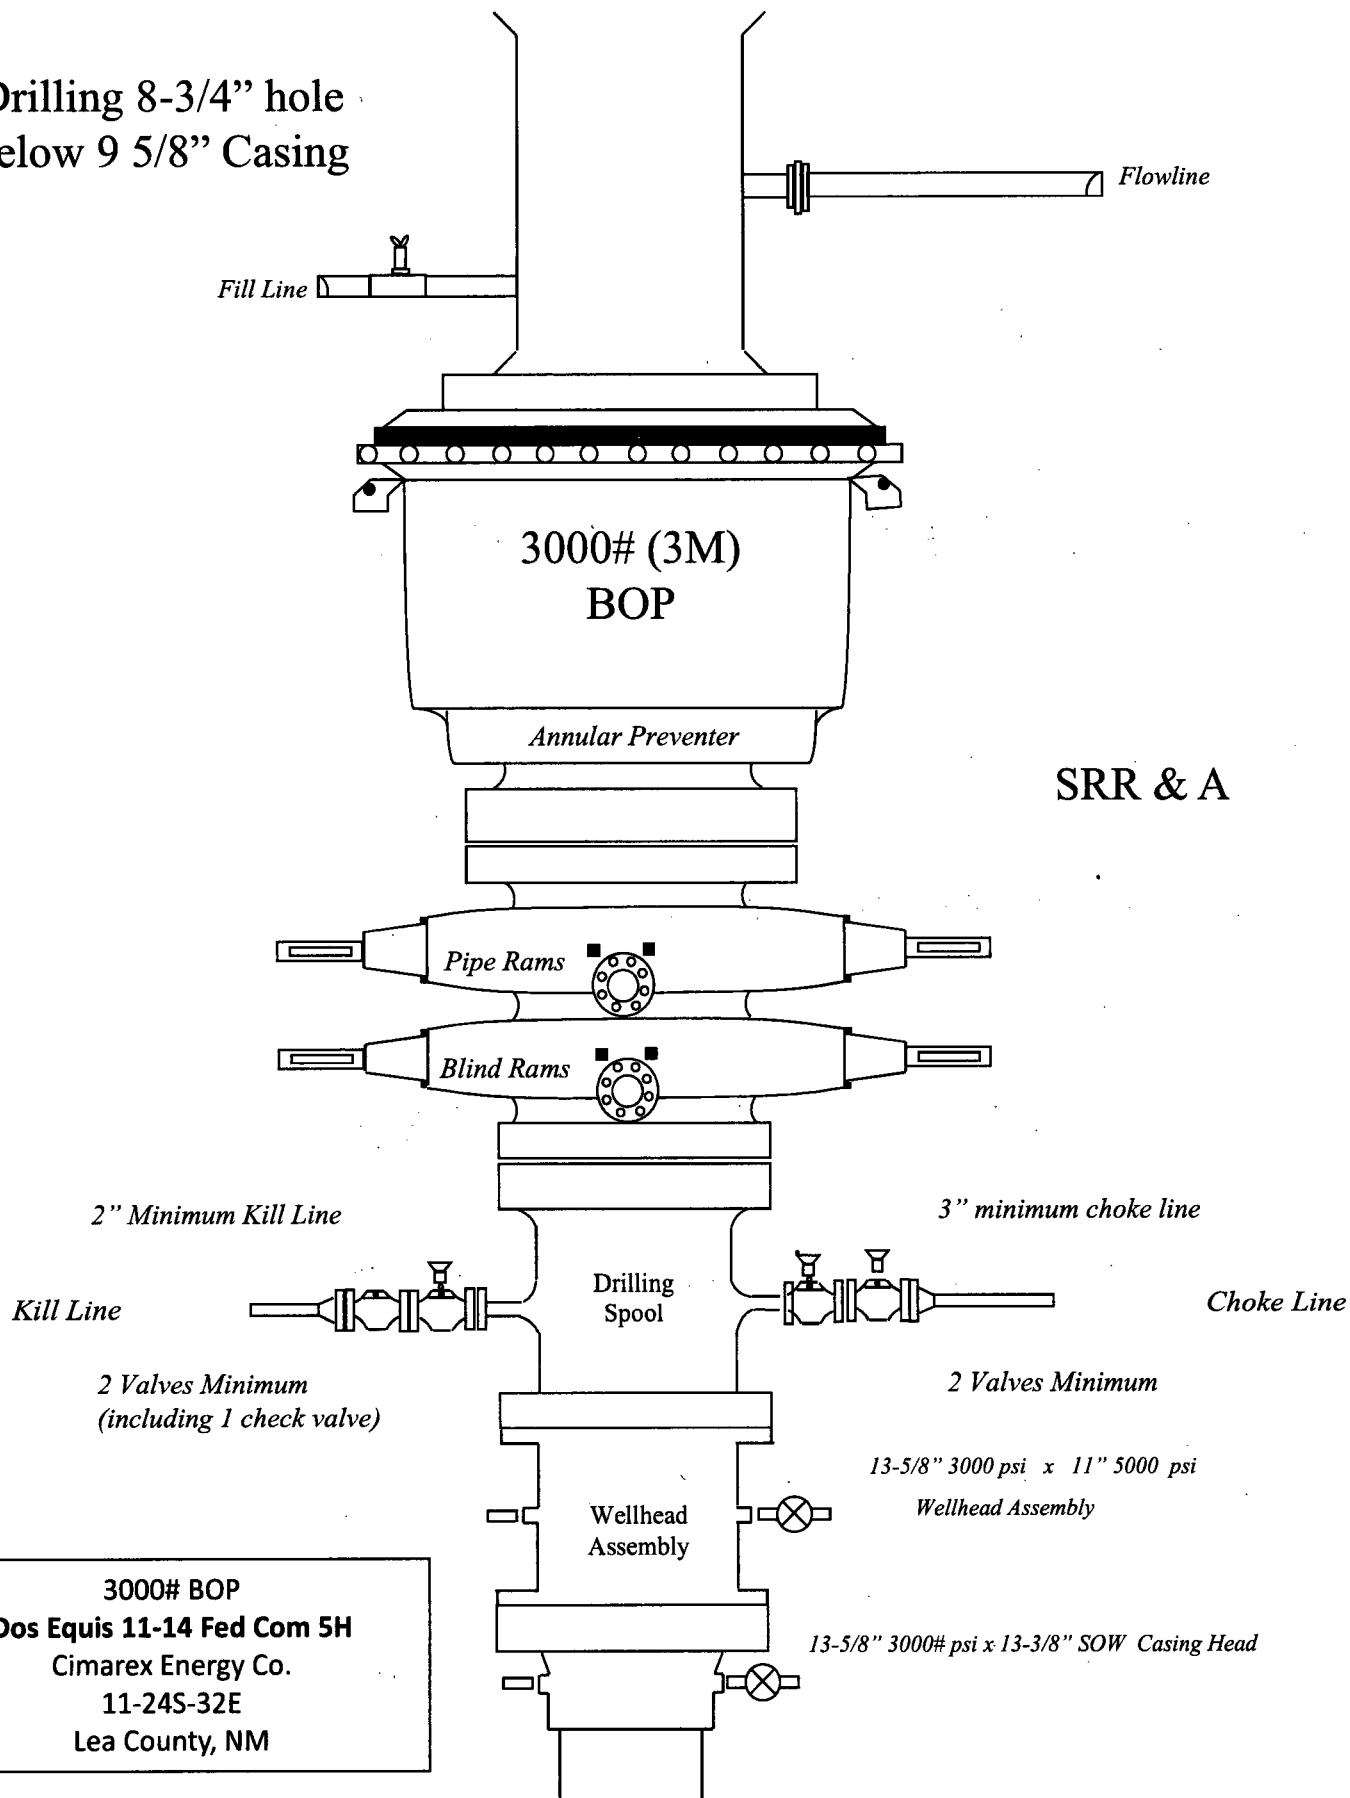 Drilling 8-3/4” hole
elow 9 5/8” Casing
Flowline
Fill Line
3000# (3M)
BOP
Annular Preventer
SRR & A
Pipe Rams
Blind Rams
2” Minimum Kill Line
3” minimum choke line
Drilling
Spool
Kill Line
Choke Line
2 Valves Minimum
(including 1 check valve)
2 Valves Minimum
13-5/8” 3000 psi x 11” 5000 psi
Wellhead Assembly
Wellhead
Assembly
3000# BOP
Dos Equis 11-14 Fed Com 5H
Cimarex Energy Co.
11-24S-32E
Lea County, NM
13-5/8” 3000# psi x 13-3/8” SOW Casing Head